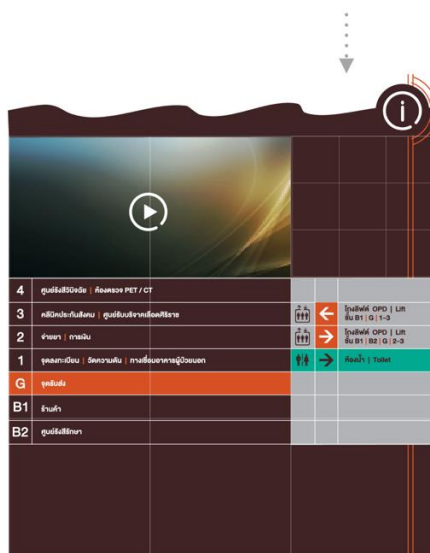 i
4 ศูนย์รังสีวินิจฉัย | ห้องตรวจ PET / CT
3 คลินิกประกันสังคม | ศูนย์รับบริจาคเลือดศิริราช
โถงลิฟต์ OPD | Lift
ชั้น B1 | G | 1-3
2 จ่ายยา | การเงิน
โถงลิฟต์ OPD | Lift
ชั้น B1 | B2 | G | 2-3
1 จุดลงทะเบียน | วัดความดัน | ทางเชื่อมอาคารผู้ป่วยนอก
ห้องน้ำ | Toilet
G จุดรับส่ง
B1 ร้านค้า
B2 ศูนย์รังสีรักษา